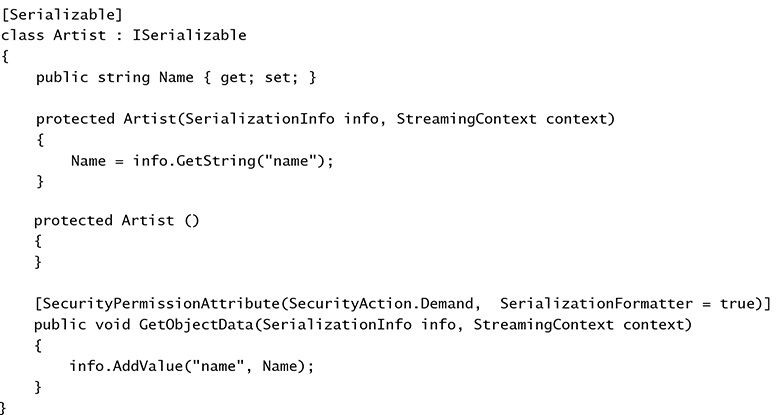 [Serializable]
class Artist : ISerializable
{
    public string Name { get; set; }

    protected Artist(SerializationInfo info, StreamingContext context)
    {
        Name = info.GetString("name");
    }

    protected Artist ()
    {
    }

    [SecurityPermissionAttribute(SecurityAction.Demand,  SerializationFormatter = true)]
    public void GetObjectData(SerializationInfo info, StreamingContext context)
    {
        info.AddValue("name", Name);
    }
}